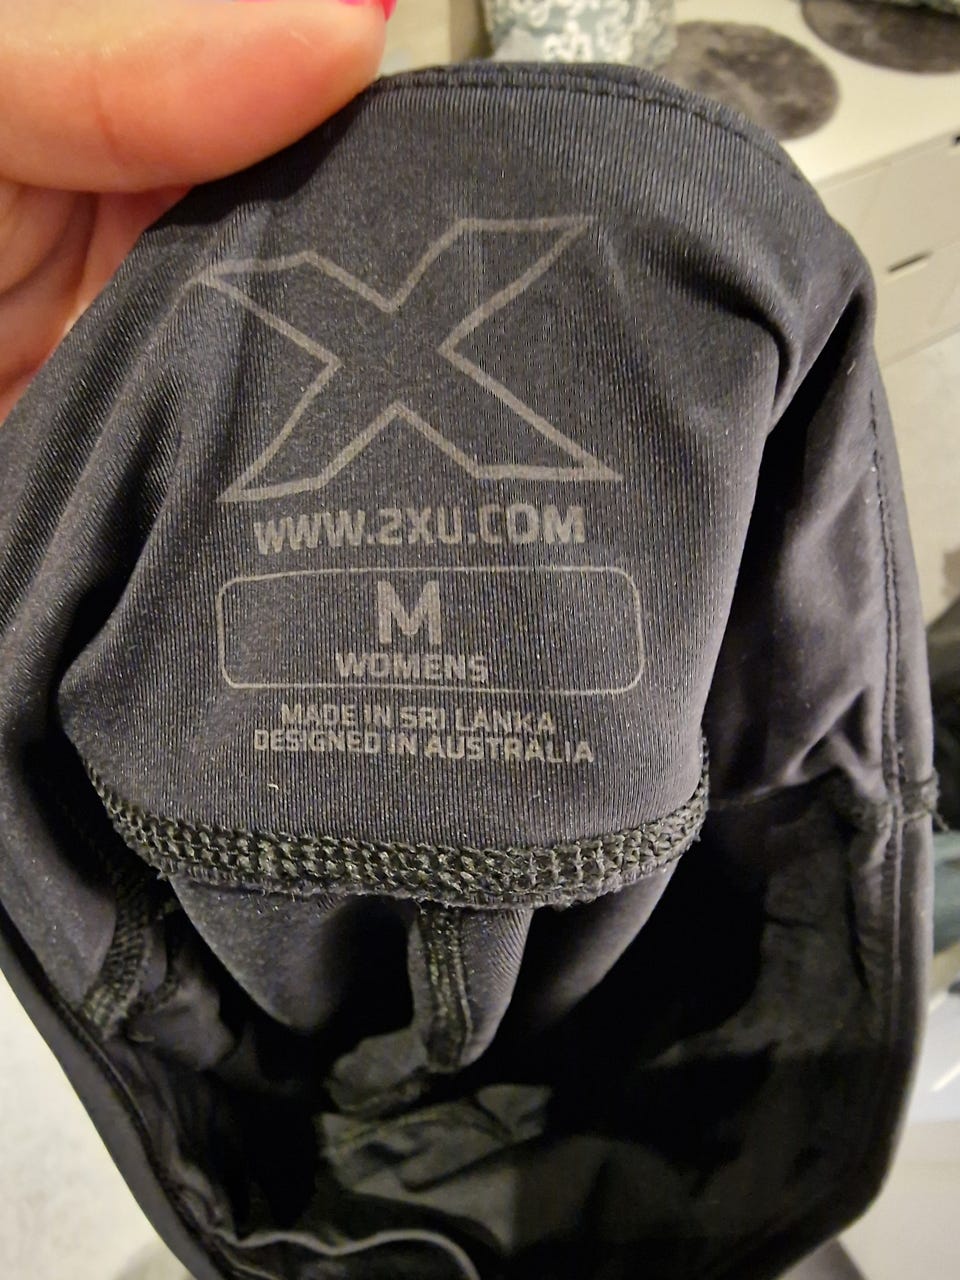 X
WWW.2XU.COM
M
WOMENS
MADE IN SRI LANKA
DESIGNED IN AUSTRALIA